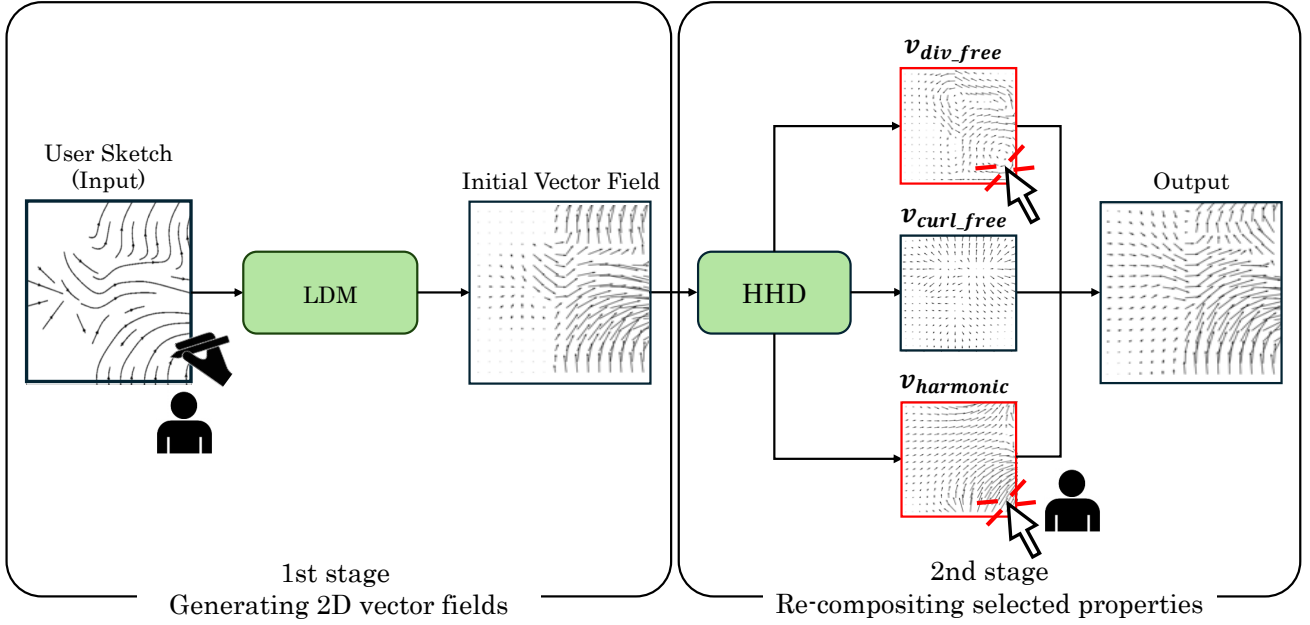 User Sketch
(Input)
LDM
Initial Vector Field
1st stage
Generating 2D vector fields
HHD
v_div_free
v_curl_free
v_harmonic
Output
2nd stage
Re-compositing selected properties